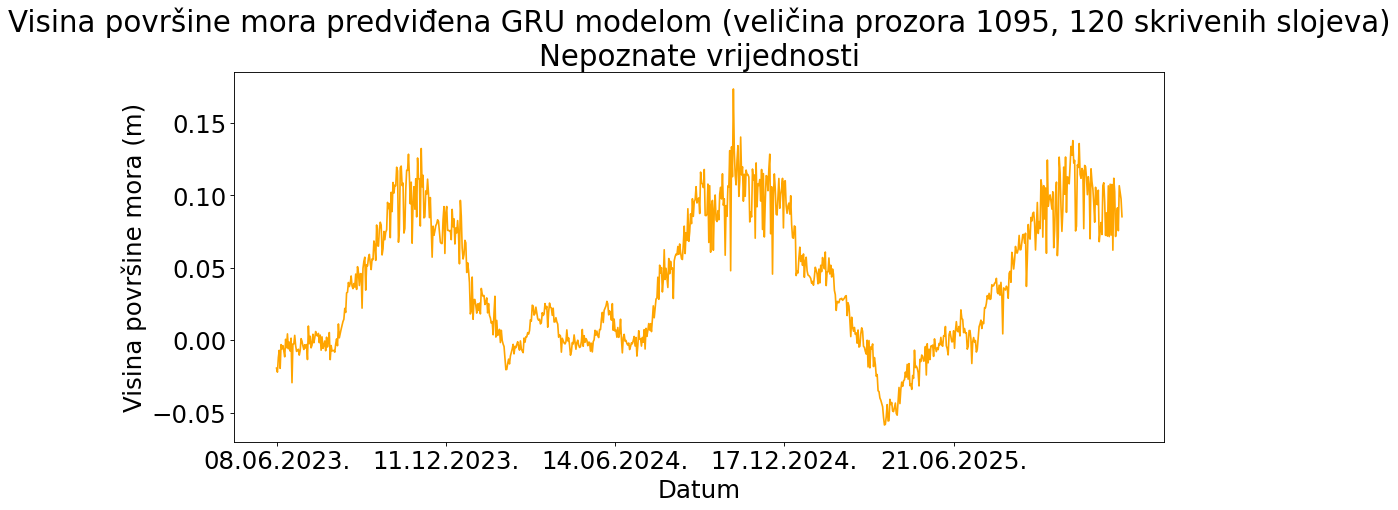 Visina površine mora predviđena GRU modelom (veličina prozora 1095, 120 skrivenih slojeva)
Nepoznate vrijednosti
Visina površine mora (m)
0.15
0.10
0.05
0.00
−0.05
08.06.2023. 11.12.2023. 14.06.2024. 17.12.2024. 21.06.2025.
Datum